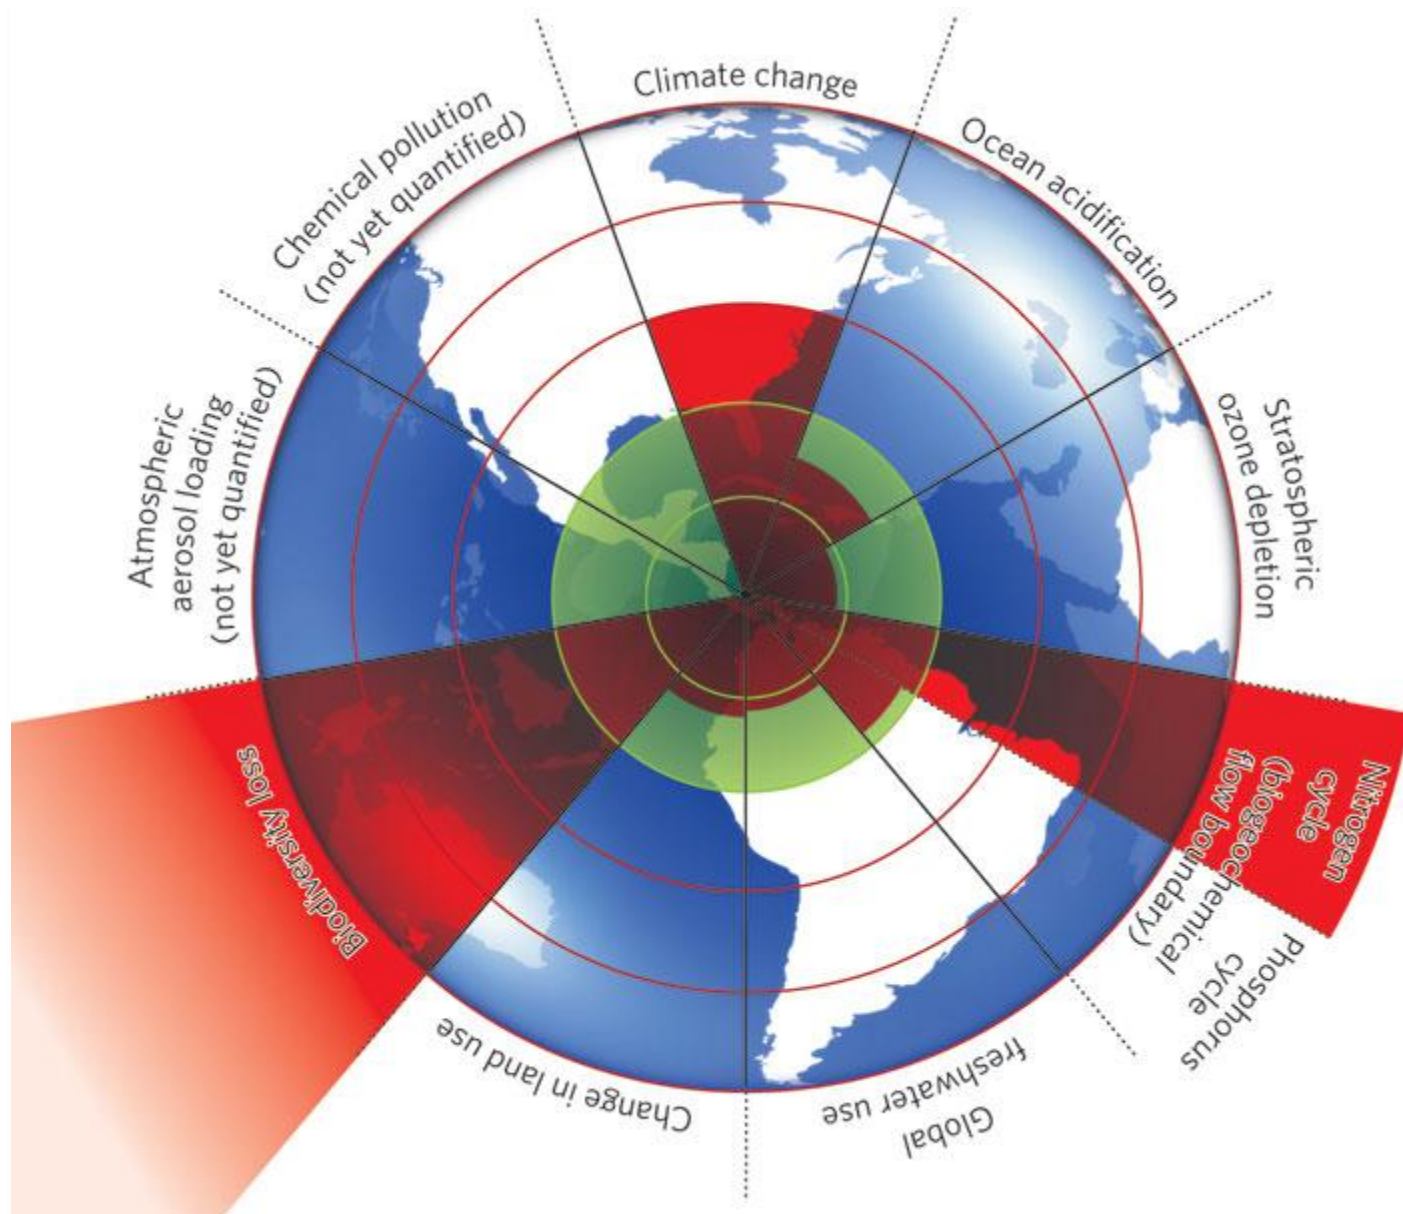 Climate change
Ocean acidification
Stratospheric
ozone depletion
Nitrogen
cycle
(biogeochemical
flow boundary)
Phosphorus
cycle
Global
freshwater use
Change in land use
Biodiversity loss
Atmospheric
aerosol loading
(not yet quantified)
Chemical pollution
(not yet quantified)